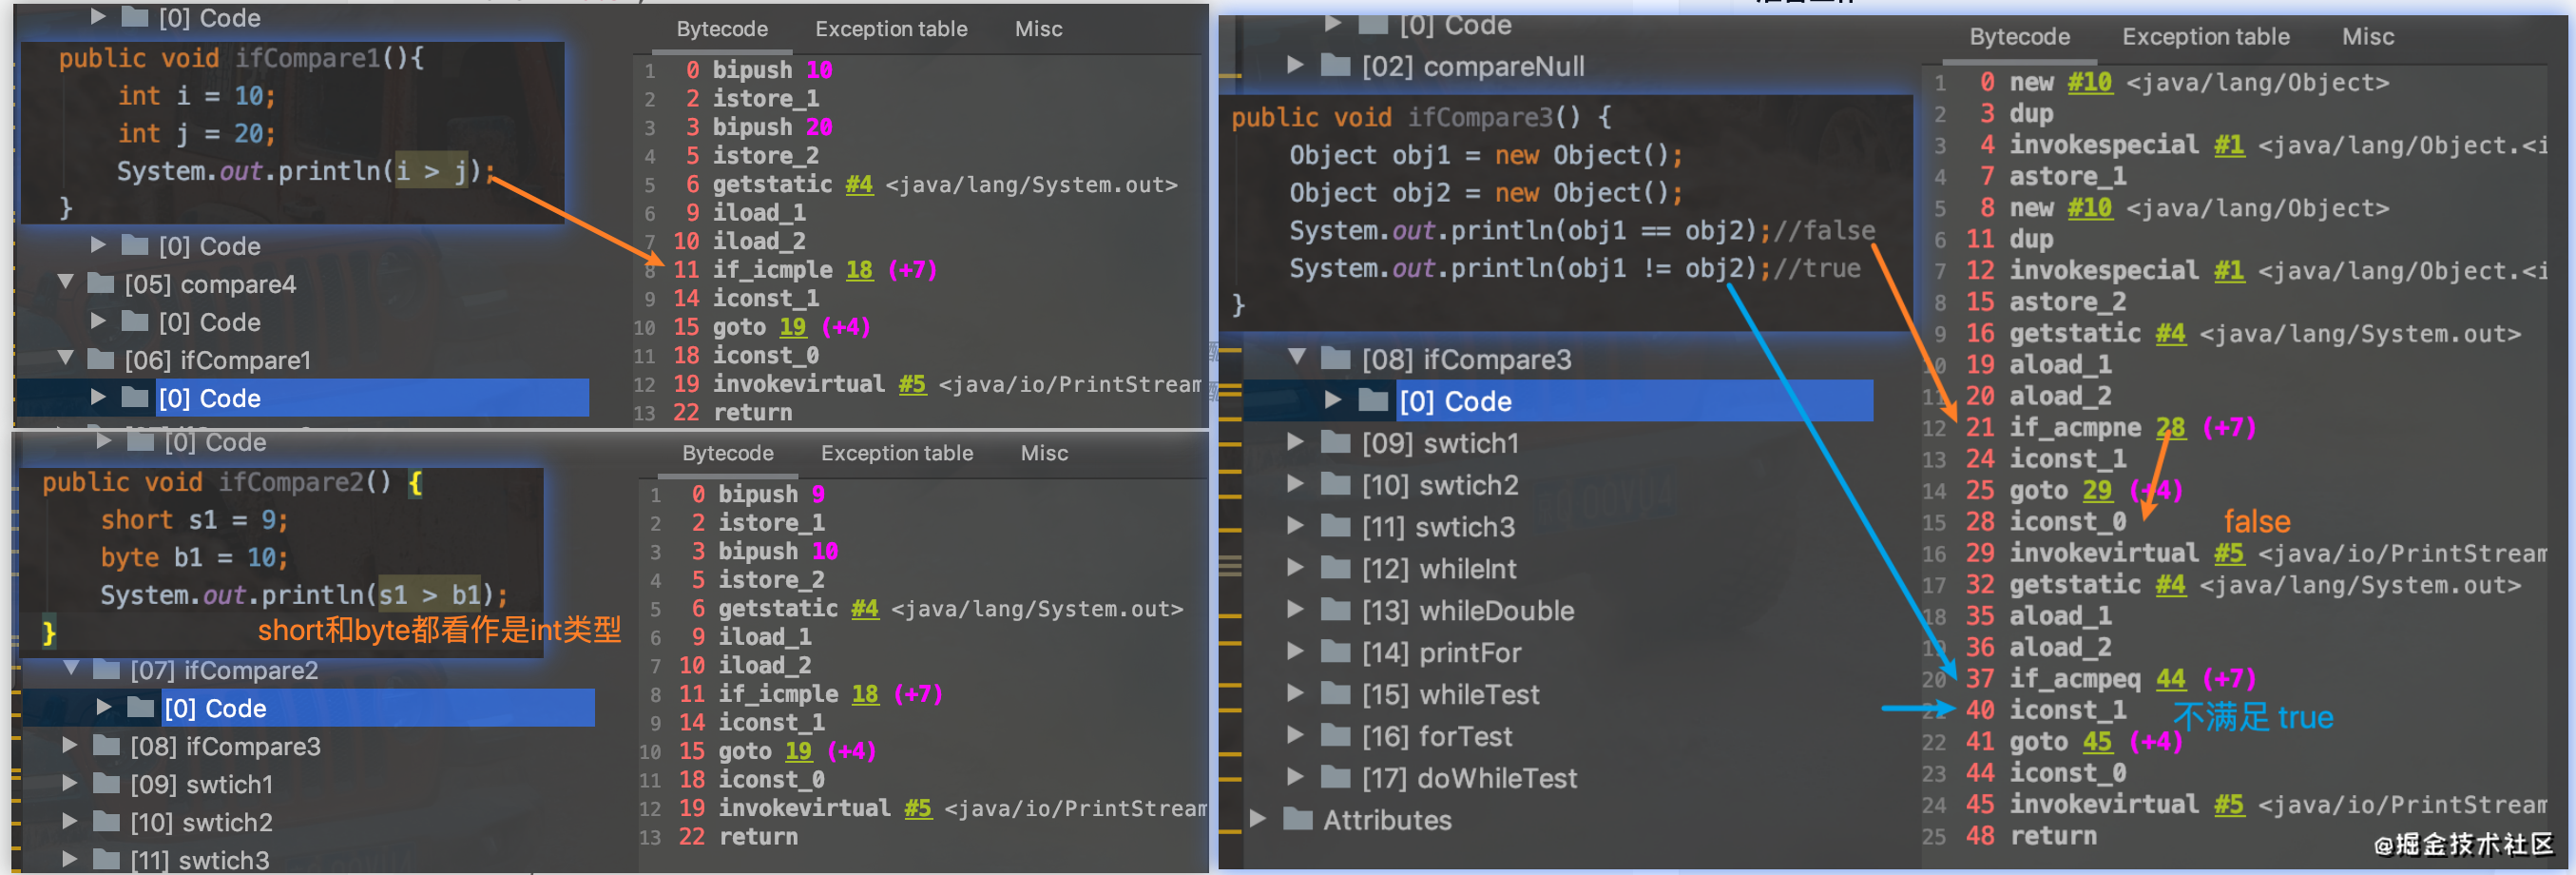 [0] Code
public void ifCompare1(){
int i = 10;
int j = 20;
System.out.println(i > j);
}
[0] Code
[05] compare4
[0] Code
[06] ifCompare1
[0] Code
Bytecode Exception table Misc
1 0 bipush 10
2 2 istore_1
3 3 bipush 20
4 5 istore_2
5 6 getstatic #4 <java/lang/System.out>
6 9 iload_1
7 10 iload_2
8 11 if_icmple 18 (+7)
9 14 iconst_1
10 15 goto 19 (+4)
11 18 iconst_0
12 19 invokevirtual #5 <java/io/PrintStream
13 22 return
[0] Code
public void ifCompare2() {
short s1 = 9;
byte b1 = 10;
System.out.println(s1 > b1);
}
short和byte都看作是int类型
[07] ifCompare2
[0] Code
[08] ifCompare3
[09] swtich1
[10] swtich2
[11] swtich3
Bytecode Exception table Misc
1 0 bipush 9
2 2 istore_1
3 3 bipush 10
4 5 istore_2
5 6 getstatic #4 <java/lang/System.out>
6 9 iload_1
7 10 iload_2
8 11 if_icmple 18 (+7)
9 14 iconst_1
10 15 goto 19 (+4)
11 18 iconst_0
12 19 invokevirtual #5 <java/io/PrintStream
13 22 return
[0] Code
[02] compareNull
public void ifCompare3() {
Object obj1 = new Object();
Object obj2 = new Object();
System.out.println(obj1 == obj2);//false
System.out.println(obj1 != obj2);//true
}
[08] ifCompare3
[0] Code
[09] swtich1
[10] swtich2
[11] swtich3
[12] whileInt
[13] whileDouble
[14] printFor
[15] whileTest
[16] forTest
[17] doWhileTest
Attributes
Bytecode Exception table Misc
1 0 new #10 <java/lang/Object>
2 3 dup
3 4 invokespecial #1 <java/lang/Object.<i
4 7 astore_1
5 8 new #10 <java/lang/Object>
6 11 dup
7 12 invokespecial #1 <java/lang/Object.<i
8 15 astore_2
9 16 getstatic #4 <java/lang/System.out>
10 19 aload_1
11 20 aload_2
12 21 if_acmpne 28 (+7)
13 24 iconst_1
14 25 goto 29 (+4)
15 28 iconst_0 false
16 29 invokevirtual #5 <java/io/PrintStream
17 32 getstatic #4 <java/lang/System.out>
18 35 aload_1
19 36 aload_2
20 37 if_acmpeq 44 (+7)
21 40 iconst_1 不满足 true
22 41 goto 45 (+4)
23 44 iconst_0
24 45 invokevirtual #5 <java/io/PrintStream
25 48 return
@掘金技术社区